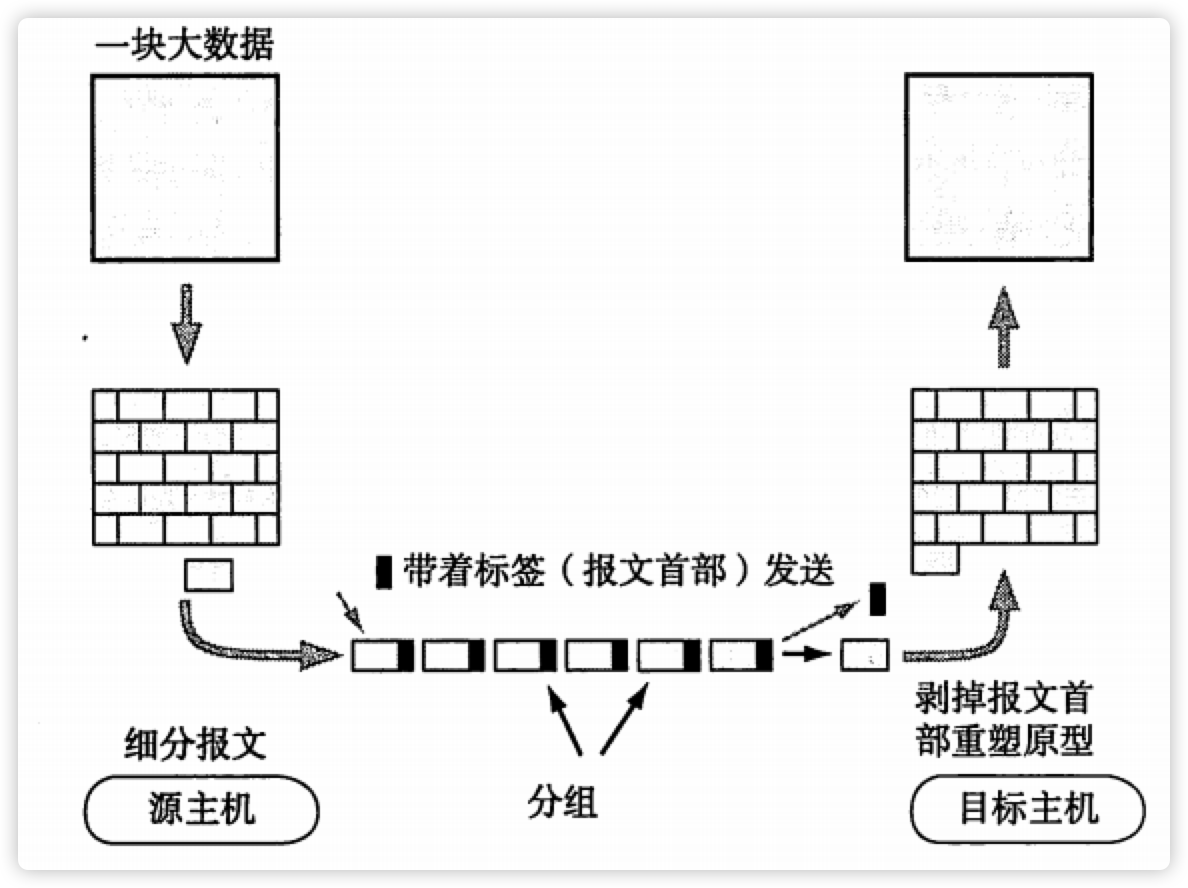 一块大数据
带着标签（报文首部）发送
剥掉报文首
部重塑原型
细分报文
源主机
分组
目标主机